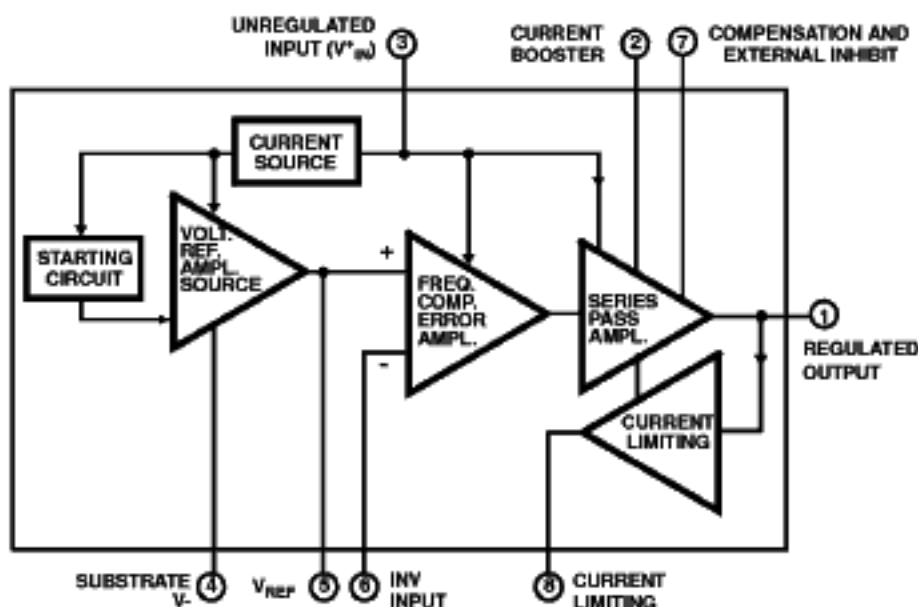 UNREGULATED
INPUT (V+IN)
3
CURRENT
BOOSTER
2
7
COMPENSATION AND
EXTERNAL INHIBIT
CURRENT
SOURCE
STARTING
CIRCUIT
VOLT.
REF.
AMPL.
SOURCE
+
-
FREQ.
COMP.
ERROR
AMPL.
SERIES
PASS
AMPL.
1
REGULATED
OUTPUT
CURRENT
LIMITING
SUBSTRATE
V-
4
VREF
5
6
INV
INPUT
8
CURRENT
LIMITING